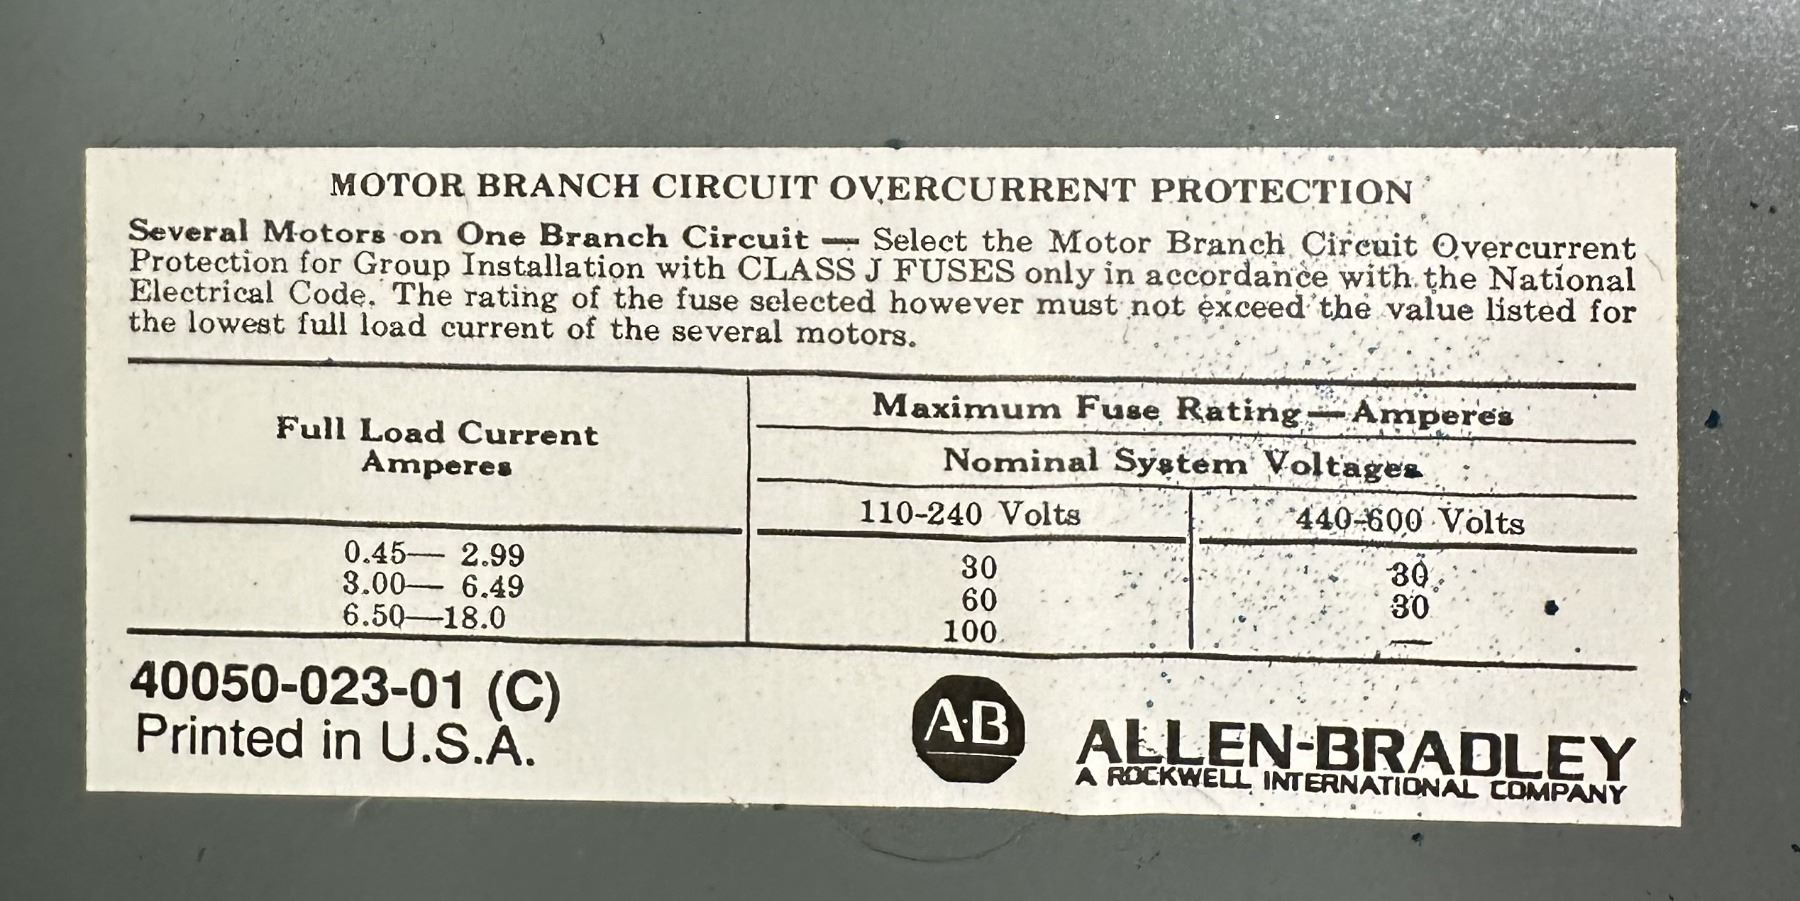 MOTOR BRANCH CIRCUIT OVERCURRENT PROTECTION
Several Motors on One Branch Circuit — Select the Motor Branch Circuit Overcurrent
Protection for Group Installation with CLASS J FUSES only in accordance with the National
Electrical Code. The rating of the fuse selected however must not exceed the value listed for
the lowest full load current of the several motors.
Full Load Current
Amperes
Maximum Fuse Rating—Amperes
Nominal System Voltages
110-240 Volts 440-600 Volts
0.45— 2.99 30 30
3.00— 6.49 60 30
6.50—18.0 100 —
40050-023-01 (C)
Printed in U.S.A.
A·B
ALLEN-BRADLEY
A ROCKWELL INTERNATIONAL COMPANY